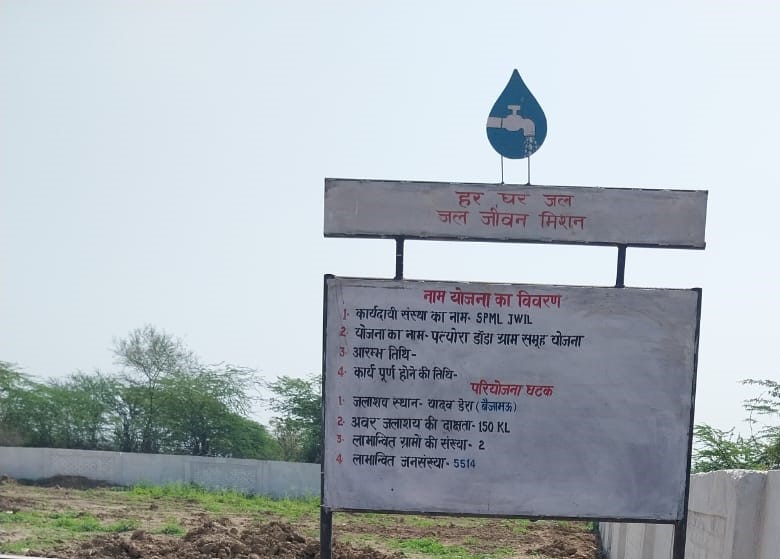 हर घर जल
जल जीवन मिशन
नाम योजना का विवरण
1. कार्यदायी संस्था का नाम- SPML JWIL
2. योजना का नाम- पत्योरा डाँडा ग्राम समूह योजना
3. आरम्भ तिथि-
4. कार्य पूर्ण होने की तिथि-
परियोजना घटक
1. जलाशय स्थान- यादव डेरा (बैजामऊ)
2. अवर जलाशय की दाक्षता- 150 KL
3. लाभान्वित ग्रामो की संस्था- 2
4 लाभान्वित जनसंस्था- 5514